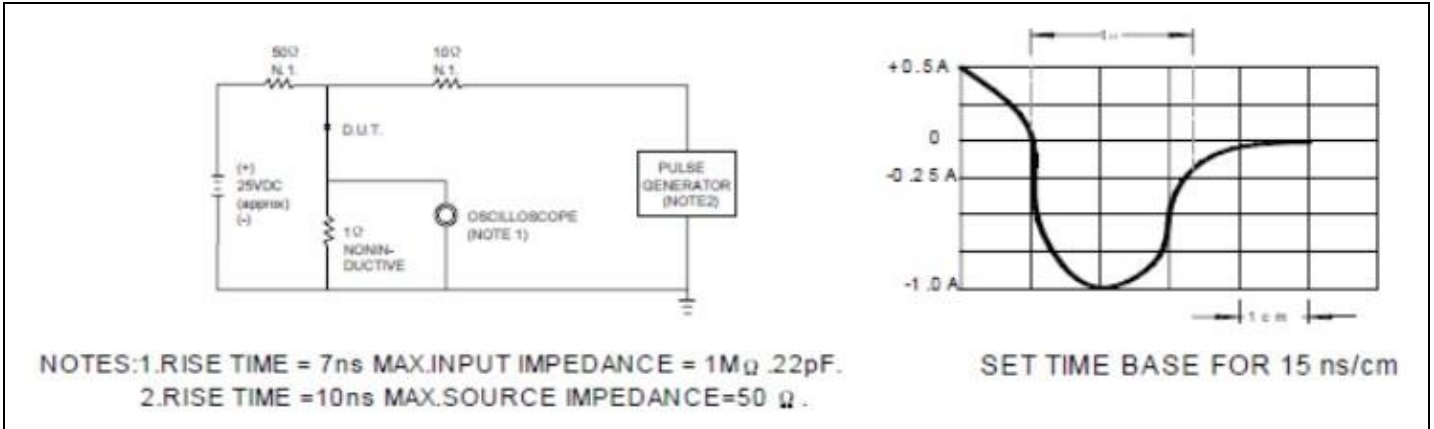 50Ω
N.1.
10Ω
N.1.
D.U.T.
(+)
25VDC
(approx)
(-)
1Ω
NONIN-
DUCTIVE
OSCILLOSCOPE
(NOTE 1)
PULSE
GENERATOR
(NOTE2)
+0.5A
0
-0.25A
-1.0A
1cm
NOTES:1.RISE TIME = 7ns MAX.INPUT IMPEDANCE = 1MΩ .22pF.
2.RISE TIME =10ns MAX.SOURCE IMPEDANCE=50 Ω .
SET TIME BASE FOR 15 ns/cm